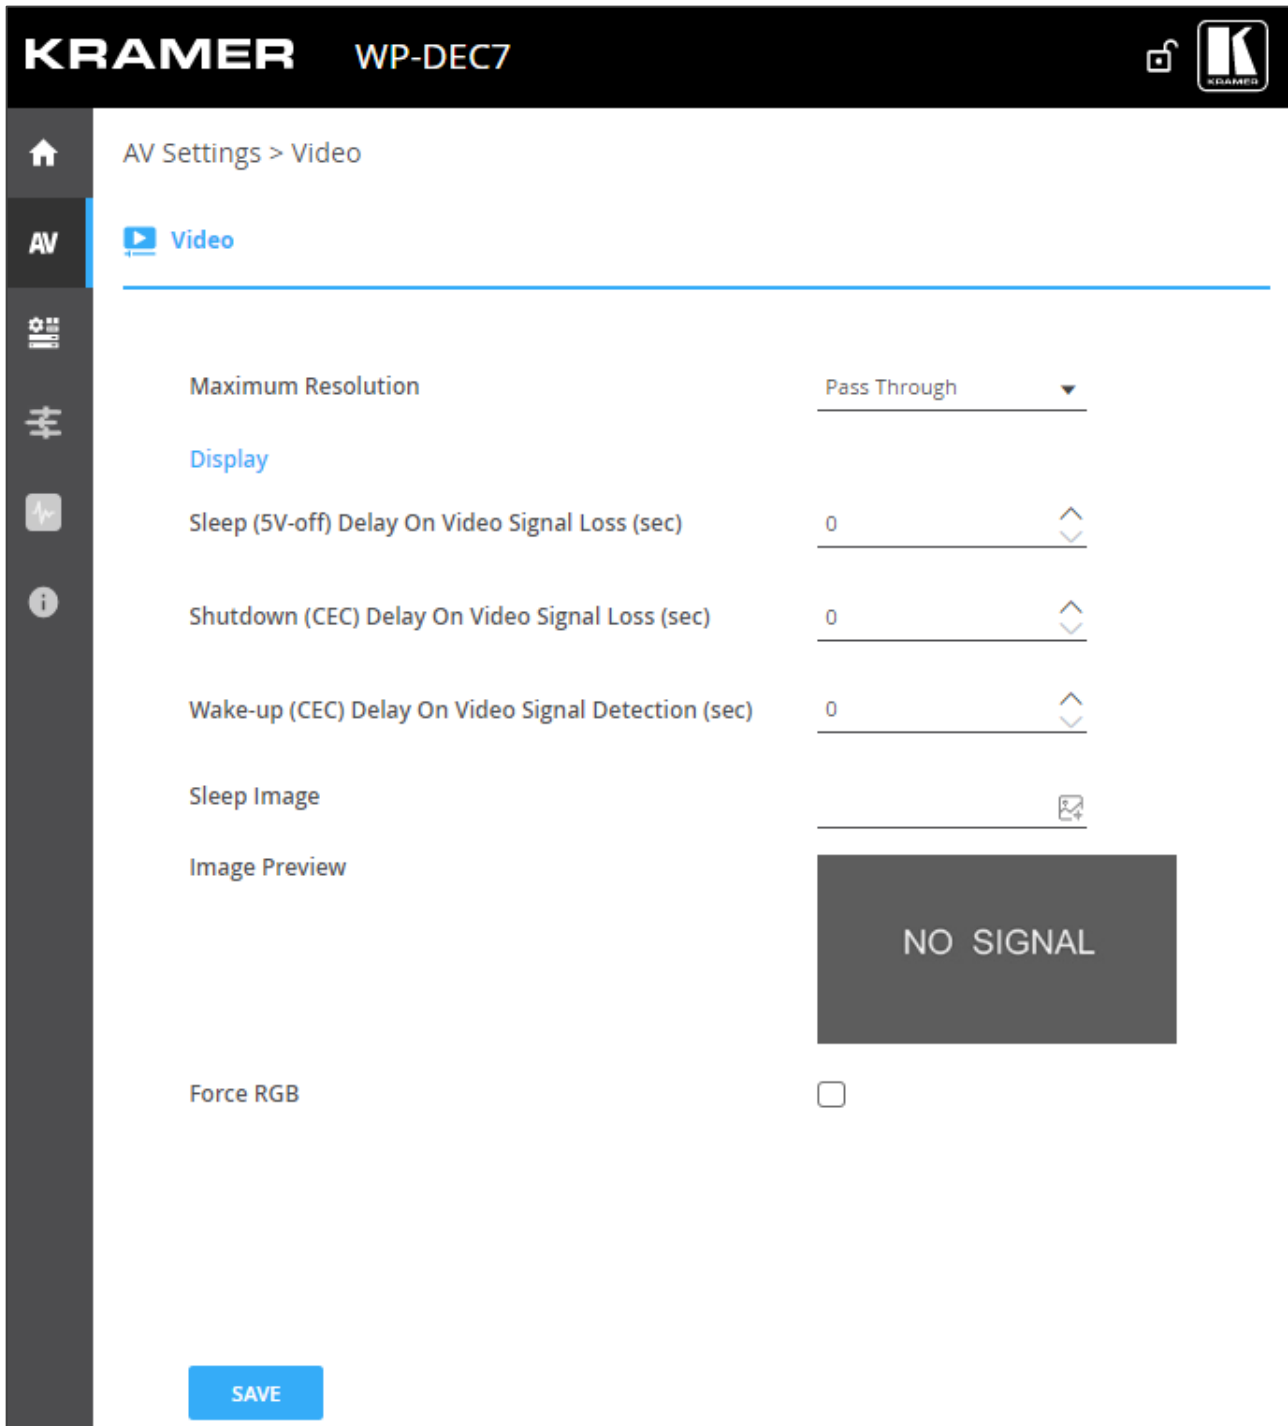 KRAMER WP-DEC7
KRAMER
AV Settings > Video
AV
Video
Maximum Resolution Pass Through
Display
Sleep (5V-off) Delay On Video Signal Loss (sec) 0
Shutdown (CEC) Delay On Video Signal Loss (sec) 0
Wake-up (CEC) Delay On Video Signal Detection (sec) 0
Sleep Image
Image Preview
NO SIGNAL
Force RGB
SAVE